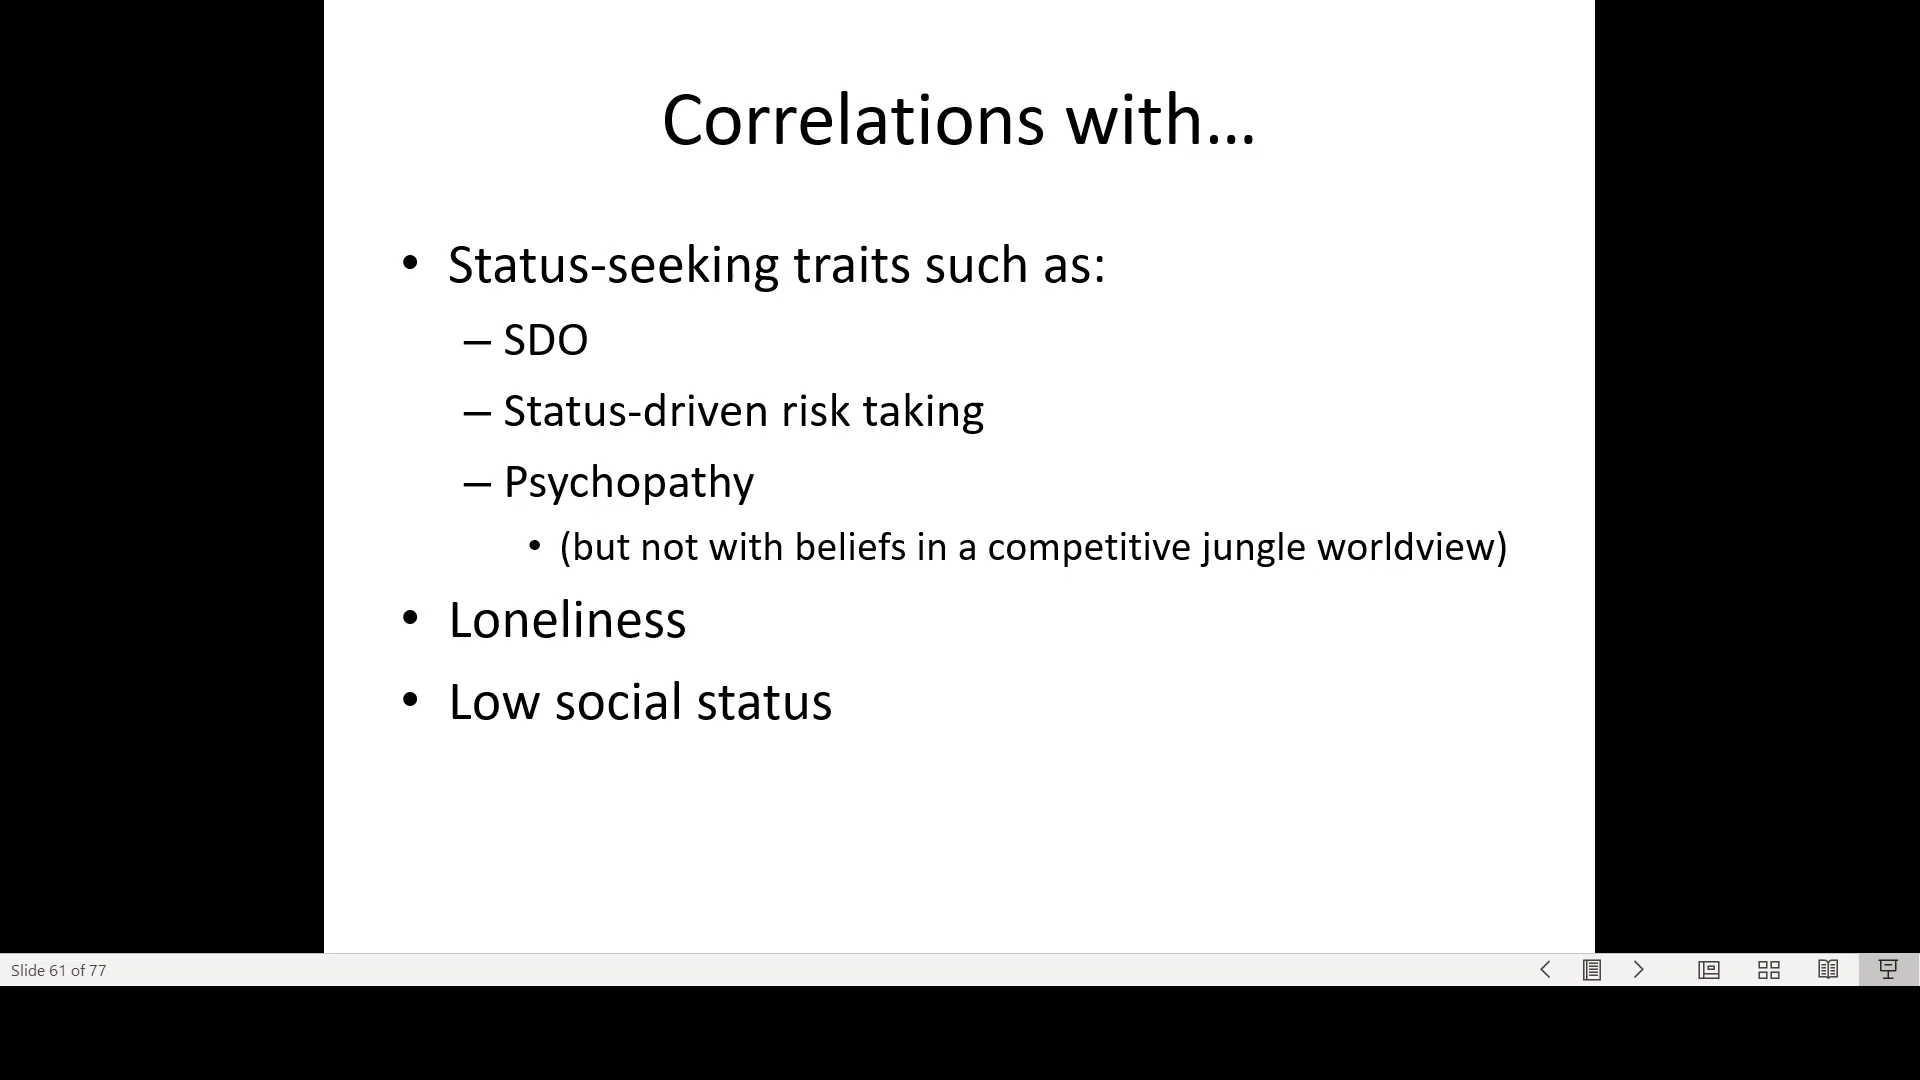 Correlations with…
• Status-seeking traits such as:
– SDO
– Status-driven risk taking
– Psychopathy
• (but not with beliefs in a competitive jungle worldview)
• Loneliness
• Low social status
Slide 61 of 77